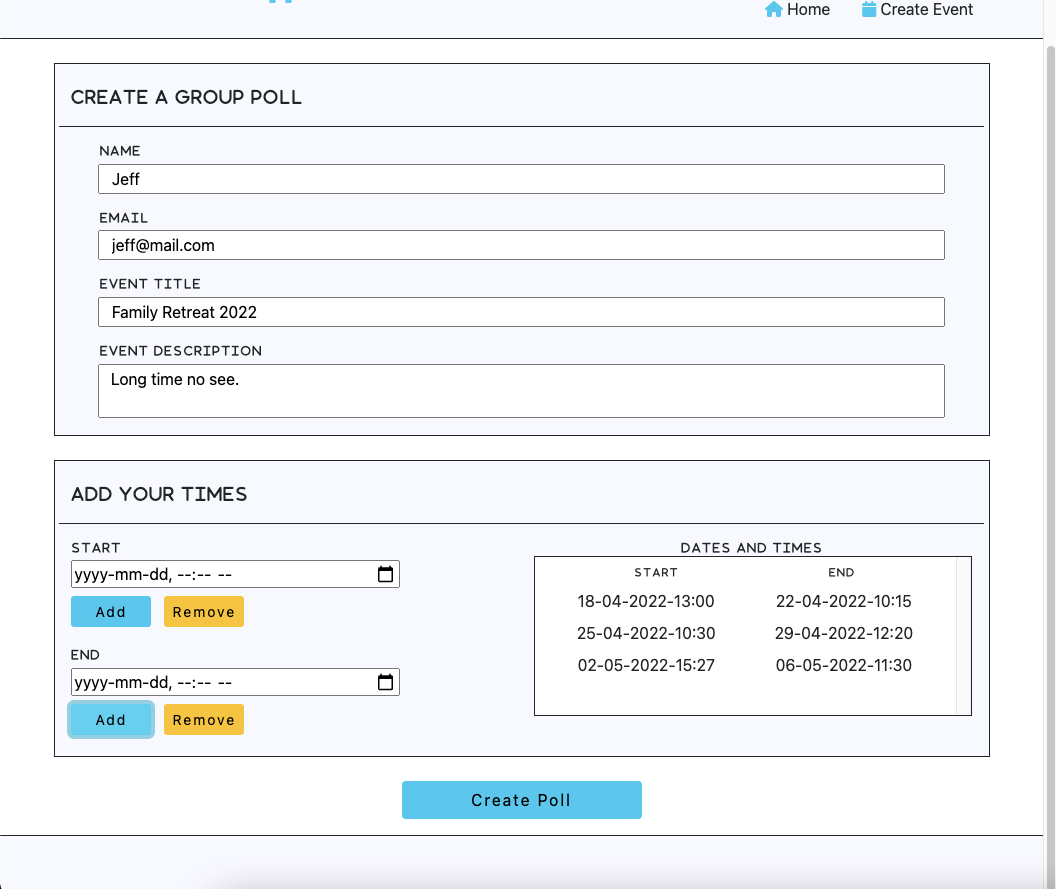 Home Create Event
CREATE A GROUP POLL
NAME
Jeff
EMAIL
jeff@mail.com
EVENT TITLE
Family Retreat 2022
EVENT DESCRIPTION
Long time no see.
ADD YOUR TIMES
START
yyyy-mm-dd, --:-- --
Add Remove
END
yyyy-mm-dd, --:-- --
Add Remove
DATES AND TIMES
START END
18-04-2022-13:00 22-04-2022-10:15
25-04-2022-10:30 29-04-2022-12:20
02-05-2022-15:27 06-05-2022-11:30
Create Poll